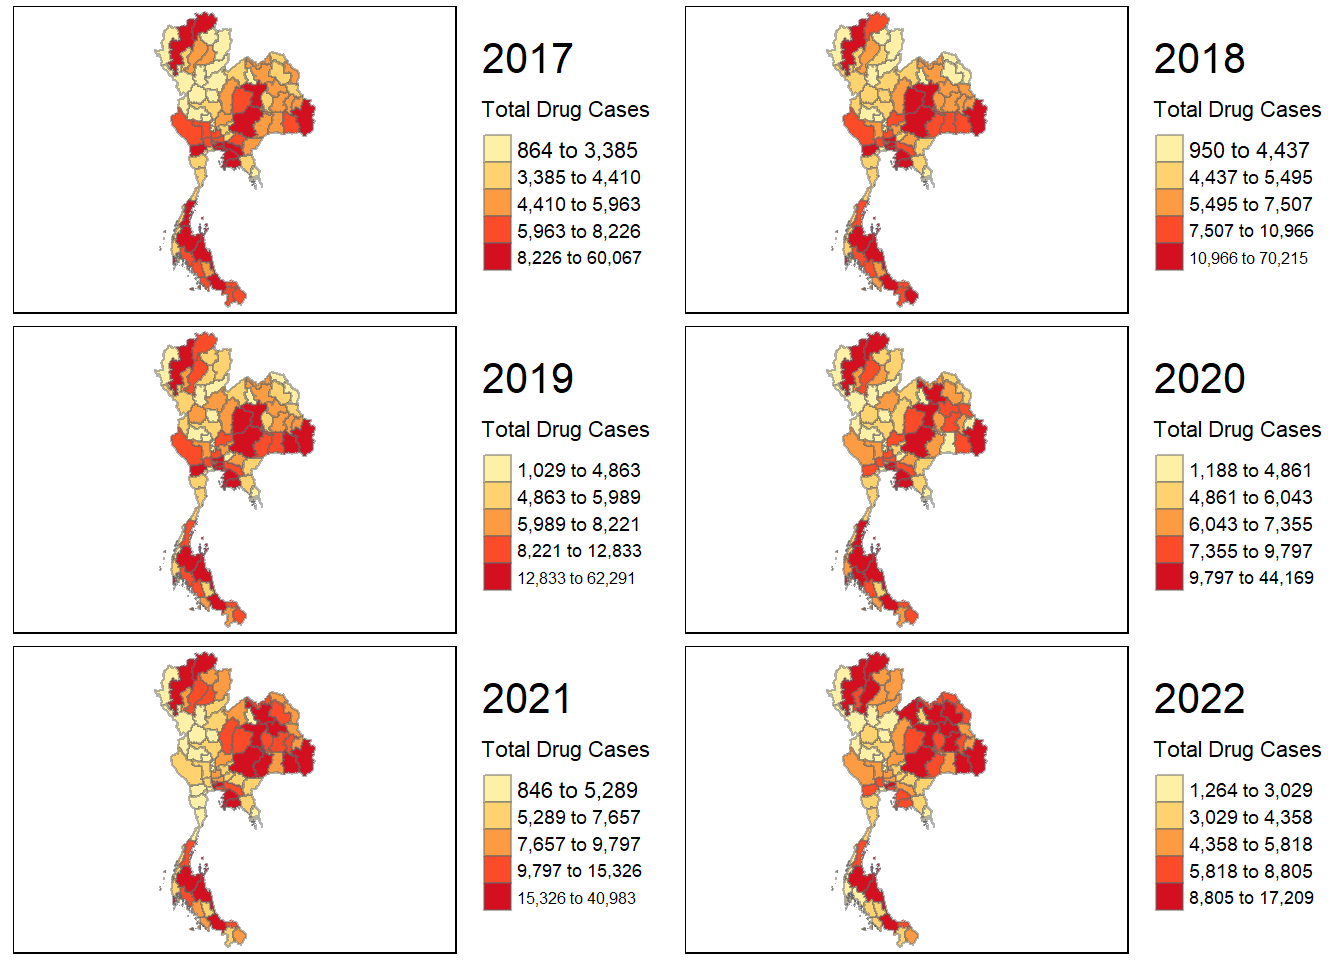 2017
Total Drug Cases
864 to 3,385
3,385 to 4,410
4,410 to 5,963
5,963 to 8,226
8,226 to 60,067
2018
Total Drug Cases
950 to 4,437
4,437 to 5,495
5,495 to 7,507
7,507 to 10,966
10,966 to 70,215
2019
Total Drug Cases
1,029 to 4,863
4,863 to 5,989
5,989 to 8,221
8,221 to 12,833
12,833 to 62,291
2020
Total Drug Cases
1,188 to 4,861
4,861 to 6,043
6,043 to 7,355
7,355 to 9,797
9,797 to 44,169
2021
Total Drug Cases
846 to 5,289
5,289 to 7,657
7,657 to 9,797
9,797 to 15,326
15,326 to 40,983
2022
Total Drug Cases
1,264 to 3,029
3,029 to 4,358
4,358 to 5,818
5,818 to 8,805
8,805 to 17,209